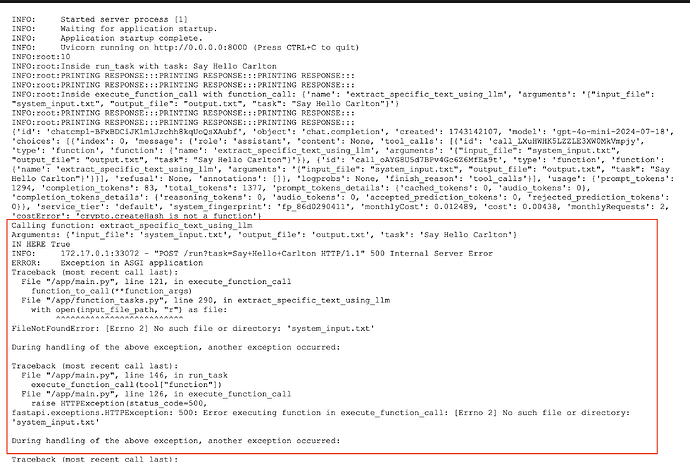 INFO:     Started server process [1]
INFO:     Waiting for application startup.
INFO:     Application startup complete.
INFO:     Uvicorn running on http://0.0.0.0:8000 (Press CTRL+C to quit)
INFO:root:10
INFO:root:Inside run_task with task: Say Hello Carlton
INFO:root:PRINTING RESPONSE:::PRINTING RESPONSE:::PRINTING RESPONSE:::
INFO:root:PRINTING RESPONSE:::PRINTING RESPONSE:::PRINTING RESPONSE:::
INFO:root:Inside execute_function_call with function_call: {'name': 'extract_specific_text_using_llm', 'arguments': '{"input_file":
"system_input.txt", "output_file": "output.txt", "task": "Say Hello Carlton"}'}
INFO:root:PRINTING RESPONSE:::PRINTING RESPONSE:::PRINTING RESPONSE:::
INFO:root:PRINTING RESPONSE:::PRINTING RESPONSE:::PRINTING RESPONSE:::
{'id': 'chatcmpl-BFxBDCiJKlmlJzchh8kqUoQsXAubf', 'object': 'chat.completion', 'created': 1743142107, 'model': 'gpt-4o-mini-2024-07-18',
'choices': [{'index': 0, 'message': {'role': 'assistant', 'content': None, 'tool_calls': [{'id': 'call_LXuHMHK5LZZLE3XW0MkVmpjy',
'type': 'function', 'function': {'name': 'extract_specific_text_using_llm', 'arguments': '{"input_file": "system_input.txt",
"output_file": "output.txt", "task": "Say Hello Carlton"}'}}, {'id': 'call_oAYG8U5d7BPv4Gc6Z6MfEa9t', 'type': 'function', 'function':
{'name': 'extract_specific_text_using_llm', 'arguments': '{"input_file": "system_input.txt", "output_file": "output.txt", "task": "Say
Hello Carlton"}'}}], 'refusal': None, 'annotations': []}, 'logprobs': None, 'finish_reason': 'tool_calls'}], 'usage': {'prompt_tokens':
1294, 'completion_tokens': 83, 'total_tokens': 1377, 'prompt_tokens_details': {'cached_tokens': 0, 'audio_tokens': 0},
'completion_tokens_details': {'reasoning_tokens': 0, 'audio_tokens': 0, 'accepted_prediction_tokens': 0, 'rejected_prediction_tokens':
0}}, 'service_tier': 'default', 'system_fingerprint': 'fp_86d0290411', 'monthlyCost': 0.012489, 'cost': 0.00438, 'monthlyRequests': 2,
'costError': 'crypto.createHash is not a function'}
Calling function: extract_specific_text_using_llm
Arguments: {'input_file': 'system_input.txt', 'output_file': 'output.txt', 'task': 'Say Hello Carlton'}
IN HERE True
INFO:     172.17.0.1:33072 - "POST /run?task=Say+Hello+Carlton HTTP/1.1" 500 Internal Server Error
ERROR:    Exception in ASGI application
Traceback (most recent call last):
  File "/app/main.py", line 121, in execute_function_call
    function_to_call(**function_args)
  File "/app/function_tasks.py", line 290, in extract_specific_text_using_llm
    with open(input_file_path, "r") as file:
         ^^^^^^^^^^^^^^^^^^^^^^^^^^
FileNotFoundError: [Errno 2] No such file or directory: 'system_input.txt'
During handling of the above exception, another exception occurred:
Traceback (most recent call last):
  File "/app/main.py", line 146, in run_task
    execute_function_call(tool["function"])
  File "/app/main.py", line 126, in execute_function_call
    raise HTTPException(status_code=500,
fastapi.exceptions.HTTPException: 500: Error executing function in execute_function_call: [Errno 2] No such file or directory:
'system_input.txt'
During handling of the above exception, another exception occurred:
Traceback (most recent call last):